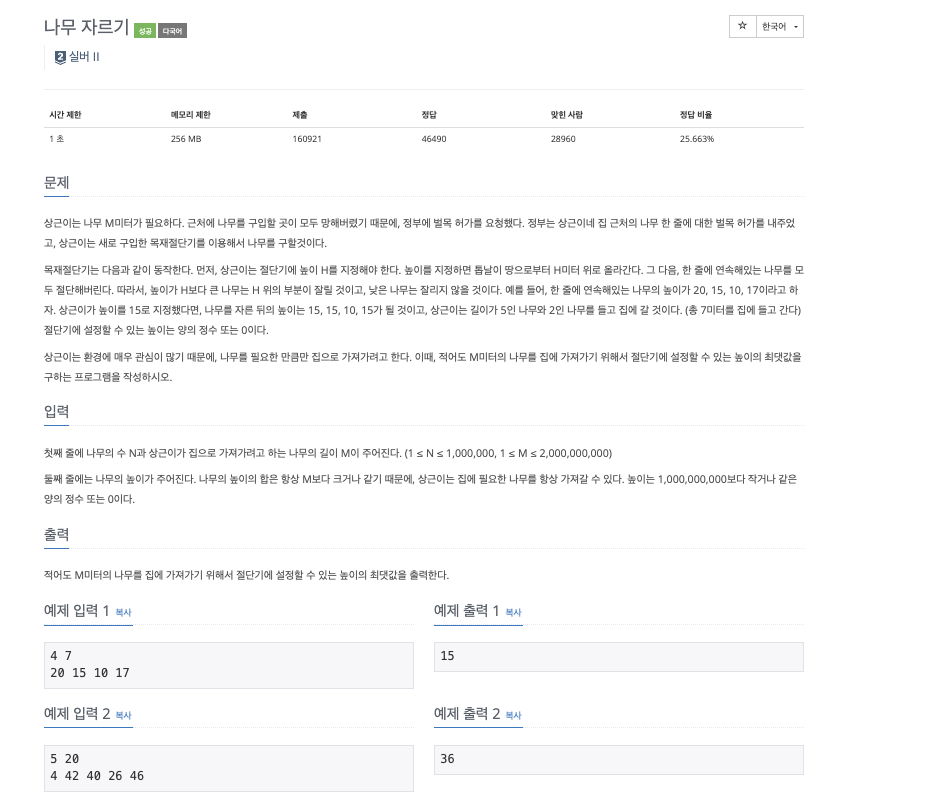 나무 자르기 성공 다국어
☆ 한국어
2 실버 II
시간 제한 메모리 제한 제출 정답 맞힌 사람 정답 비율
1 초 256 MB 160921 46490 28960 25.663%
문제
상근이는 나무 M미터가 필요하다. 근처에 나무를 구입할 곳이 모두 망해버렸기 때문에, 정부에 벌목 허가를 요청했다. 정부는 상근이네 집 근처의 나무 한 줄에 대한 벌목 허가를 내주었
고, 상근이는 새로 구입한 목재절단기를 이용해서 나무를 구할것이다.
목재절단기는 다음과 같이 동작한다. 먼저, 상근이는 절단기에 높이 H를 지정해야 한다. 높이를 지정하면 톱날이 땅으로부터 H미터 위로 올라간다. 그 다음, 한 줄에 연속해있는 나무를 모
두 절단해버린다. 따라서, 높이가 H보다 큰 나무는 H 위의 부분이 잘릴 것이고, 낮은 나무는 잘리지 않을 것이다. 예를 들어, 한 줄에 연속해있는 나무의 높이가 20, 15, 10, 17이라고 하
자. 상근이가 높이를 15로 지정했다면, 나무를 자른 뒤의 높이는 15, 15, 10, 15가 될 것이고, 상근이는 길이가 5인 나무와 2인 나무를 들고 집에 갈 것이다. (총 7미터를 집에 들고 간다)
절단기에 설정할 수 있는 높이는 양의 정수 또는 0이다.
상근이는 환경에 매우 관심이 많기 때문에, 나무를 필요한 만큼만 집으로 가져가려고 한다. 이때, 적어도 M미터의 나무를 집에 가져가기 위해서 절단기에 설정할 수 있는 높이의 최댓값을
구하는 프로그램을 작성하시오.
입력
첫째 줄에 나무의 수 N과 상근이가 집으로 가져가려고 하는 나무의 길이 M이 주어진다. (1 ≤ N ≤ 1,000,000, 1 ≤ M ≤ 2,000,000,000)
둘째 줄에는 나무의 높이가 주어진다. 나무의 높이의 합은 항상 M보다 크거나 같기 때문에, 상근이는 집에 필요한 나무를 항상 가져갈 수 있다. 높이는 1,000,000,000보다 작거나 같은
양의 정수 또는 0이다.
출력
적어도 M미터의 나무를 집에 가져가기 위해서 절단기에 설정할 수 있는 높이의 최댓값을 출력한다.
예제 입력 1 복사
4 7
20 15 10 17
예제 출력 1 복사
15
예제 입력 2 복사
5 20
4 42 40 26 46
예제 출력 2 복사
36